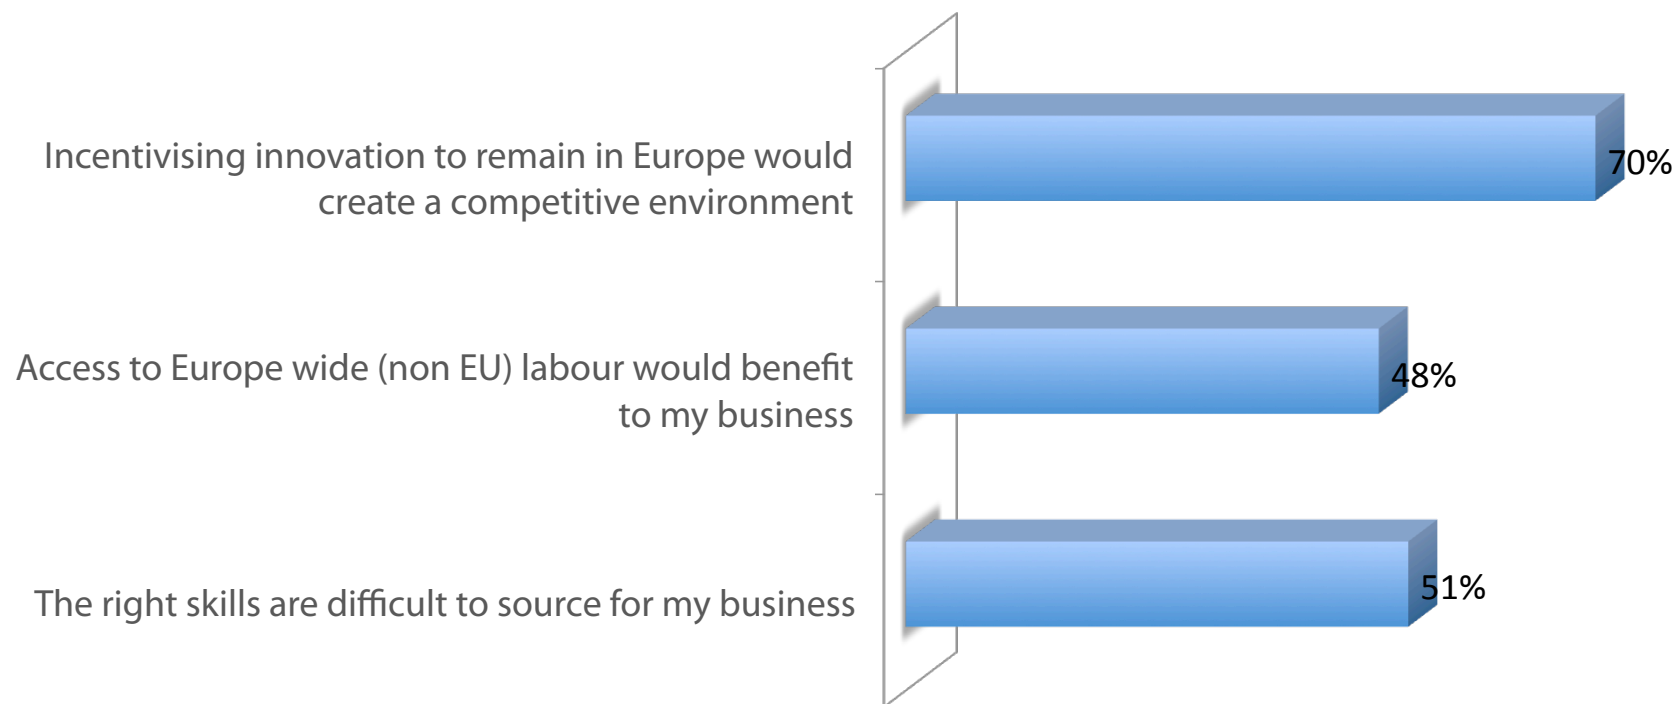 Incentivising innovation to remain in Europe would
create a competitive environment
70%
Access to Europe wide (non EU) labour would benefit
to my business
48%
The right skills are difficult to source for my business
51%